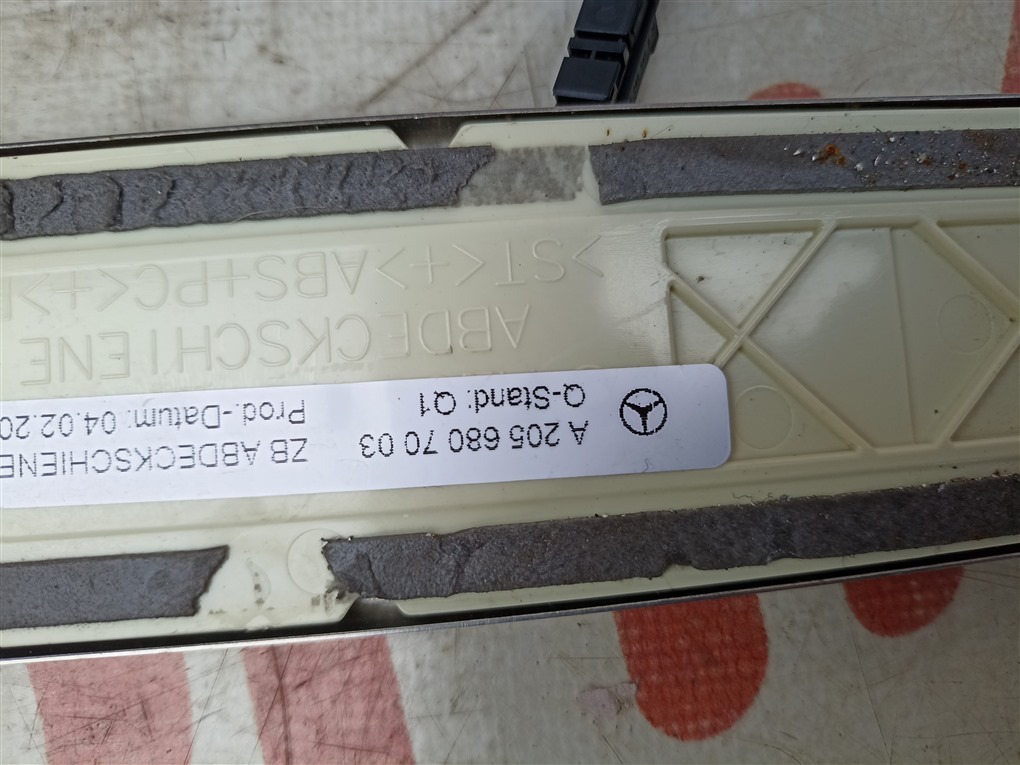 A 205 680 70 03 ZB ABDECKSCHIENE
Q-Stand: Q1 Prod.-Datum: 04.02.20
ABDECKSCHIENE
>ST<+>ABS+PC<+>